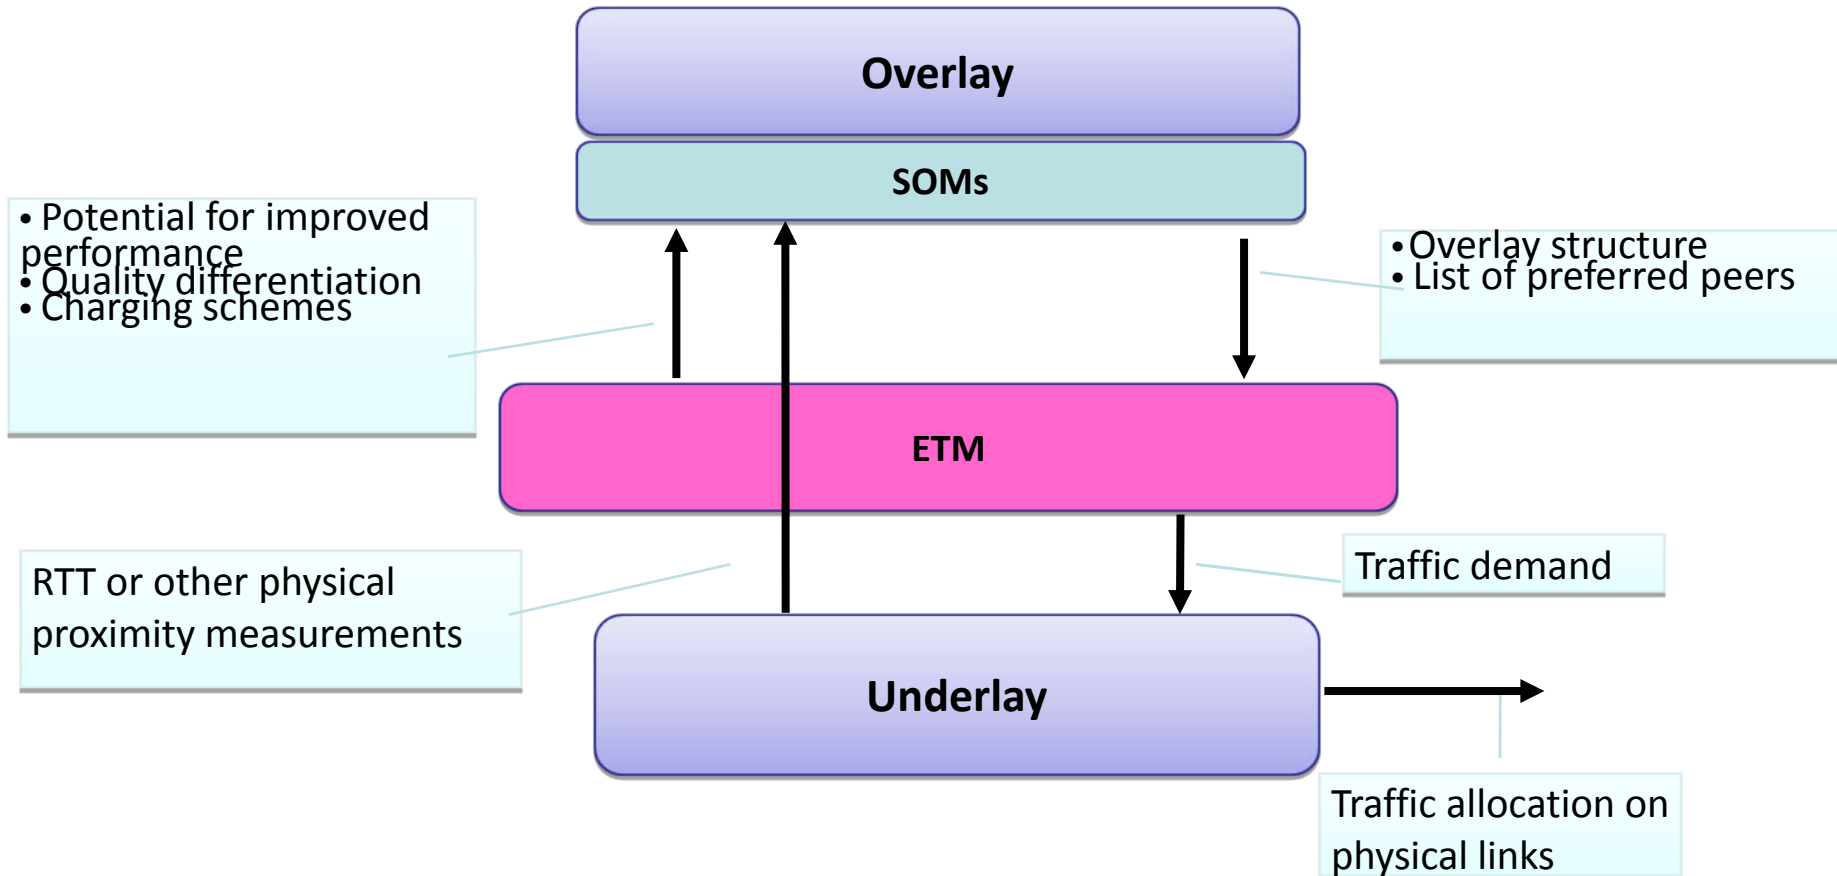 Overlay
SOMs
• Potential for improved
performance
• Quality differentiation
• Charging schemes
• Overlay structure
• List of preferred peers
ETM
RTT or other physical
proximity measurements
Traffic demand
Underlay
Traffic allocation on
physical links